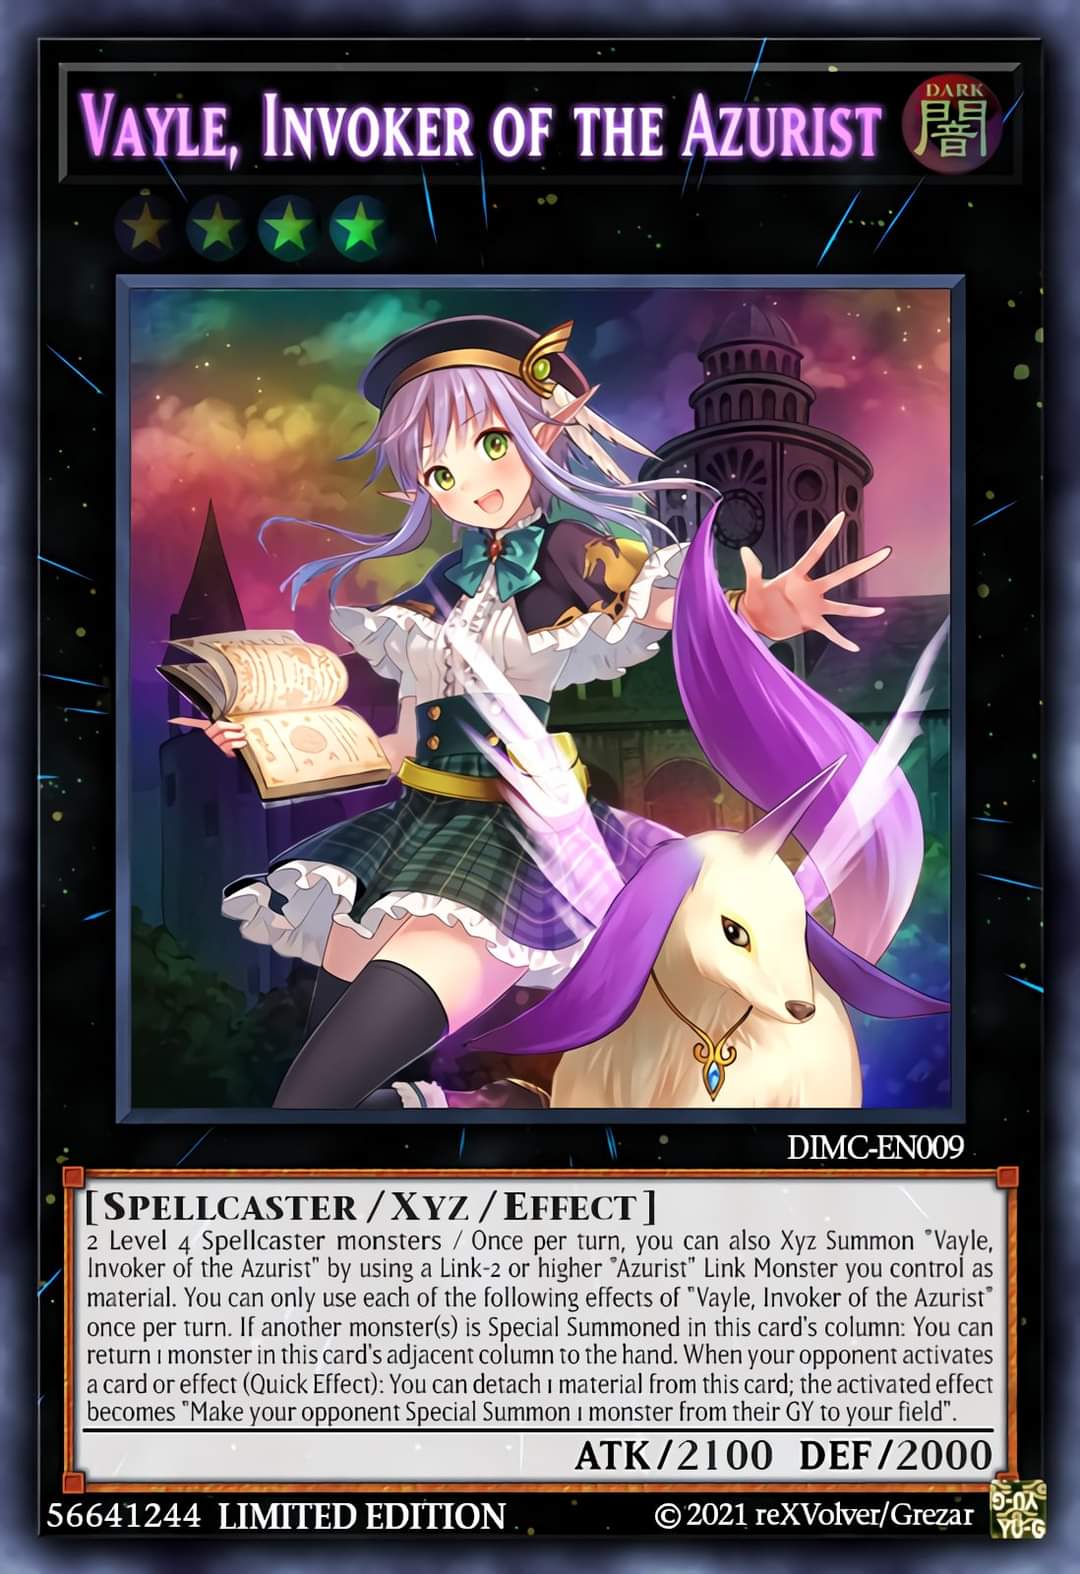 Vayle, Invoker of the Azurist
DARK
闇
DIMC-EN009
[Spellcaster/Xyz/Effect]
2 Level 4 Spellcaster monsters / Once per turn, you can also Xyz Summon "Vayle,
Invoker of the Azurist" by using a Link-2 or higher "Azurist" Link Monster you control as
material. You can only use each of the following effects of "Vayle, Invoker of the Azurist"
once per turn. If another monster(s) is Special Summoned in this card's column: You can
return 1 monster in this card's adjacent column to the hand. When your opponent activates
a card or effect (Quick Effect): You can detach 1 material from this card; the activated effect
becomes "Make your opponent Special Summon 1 monster from their GY to your field".
ATK/2100 DEF/2000
56641244 LIMITED EDITION
© 2021 reXVolver/Grezar
YU-G
YU-G